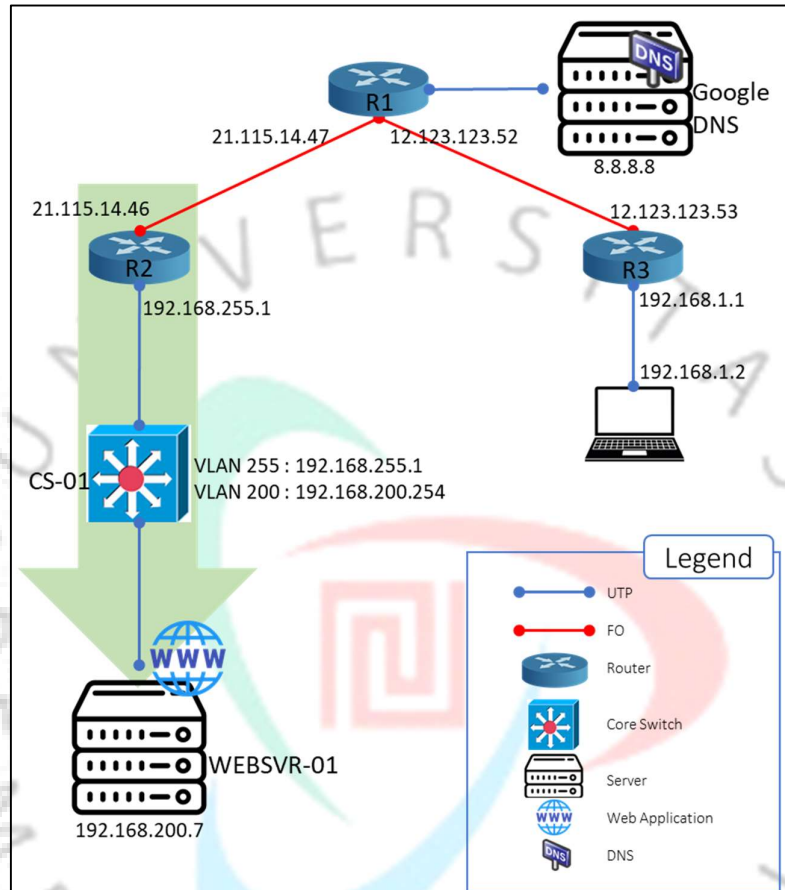 DNS
Google
DNS
R1
21.115.14.47
12.123.123.52
8.8.8.8
21.115.14.46
12.123.123.53
R2
R3
192.168.255.1
192.168.1.1
192.168.1.2
CS-01
VLAN 255 : 192.168.255.1
VLAN 200 : 192.168.200.254
WWW
WEBSVR-01
192.168.200.7
Legend
UTP
FO
Router
Core Switch
Server
Web Application
DNS
DNS
UNIVERSITAS